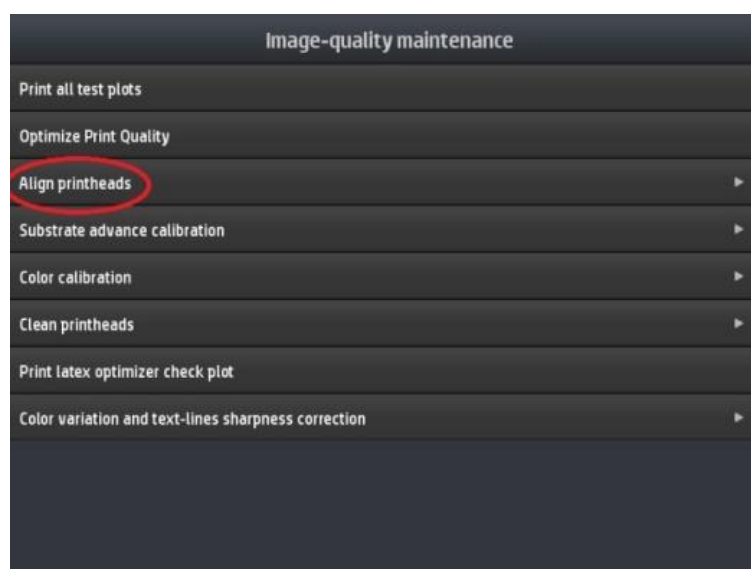 Image-quality maintenance
Print all test plots
Optimize Print Quality
Align printheads
Substrate advance calibration
Color calibration
Clean printheads
Print latex optimizer check plot
Color variation and text-lines sharpness correction